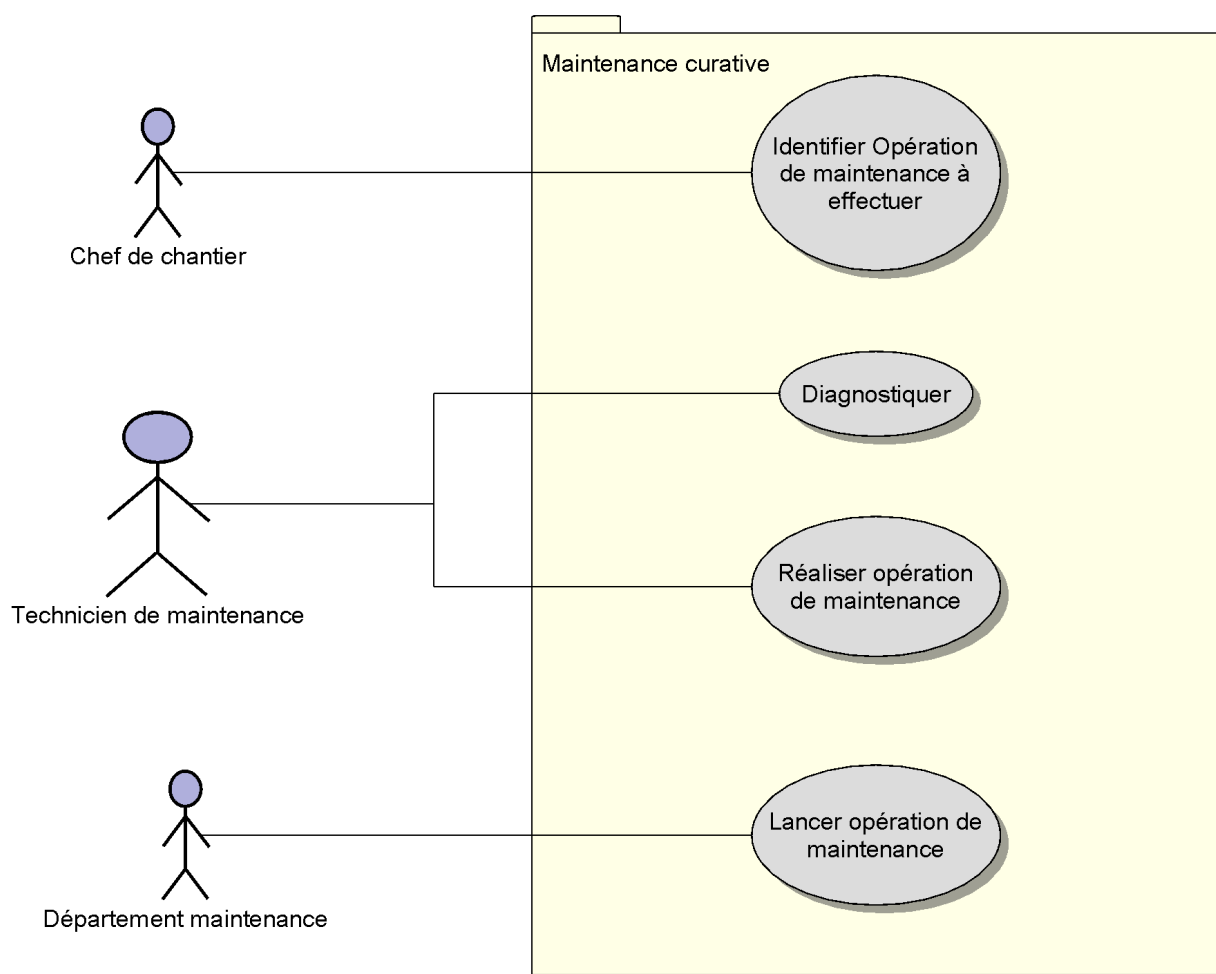 Maintenance curative
Identifier Opération
de maintenance à
effectuer
Chef de chantier
Diagnostiquer
Réaliser opération
de maintenance
Technicien de maintenance
Lancer opération de
maintenance
Département maintenance